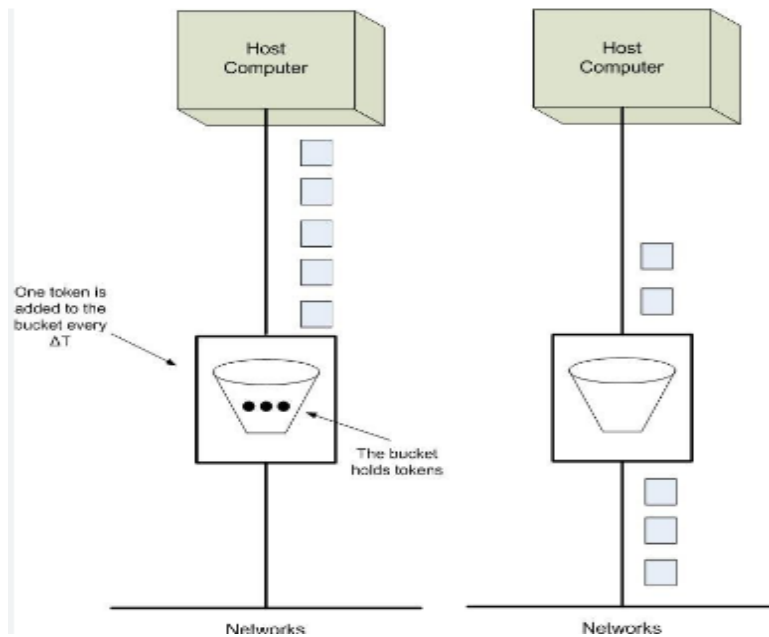 Host
Computer
Host
Computer
One token is
added to the
bucket every
ΔT
The bucket
holds tokens
Networks
Networks